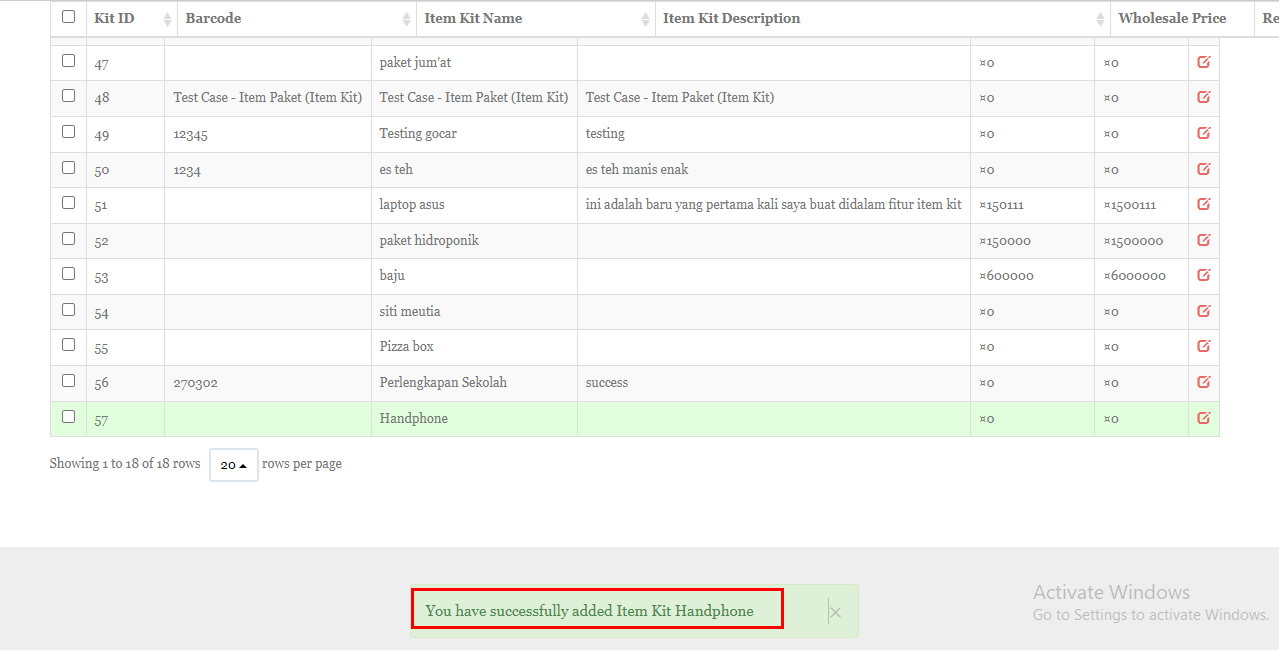 Kit ID Barcode Item Kit Name Item Kit Description Wholesale Price Re
47 paket jum'at ¤0 ¤0
48 Test Case - Item Paket (Item Kit) Test Case - Item Paket (Item Kit) Test Case - Item Paket (Item Kit) ¤0 ¤0
49 12345 Testing gocar testing ¤0 ¤0
50 1234 es teh es teh manis enak ¤0 ¤0
51 laptop asus ini adalah baru yang pertama kali saya buat didalam fitur item kit ¤150111 ¤1500111
52 paket hidroponik ¤150000 ¤1500000
53 baju ¤600000 ¤6000000
54 siti meutia ¤0 ¤0
55 Pizza box ¤0 ¤0
56 270302 Perlengkapan Sekolah success ¤0 ¤0
57 Handphone ¤0 ¤0
Showing 1 to 18 of 18 rows 20 rows per page
You have successfully added Item Kit Handphone ×
Activate Windows
Go to Settings to activate Windows.